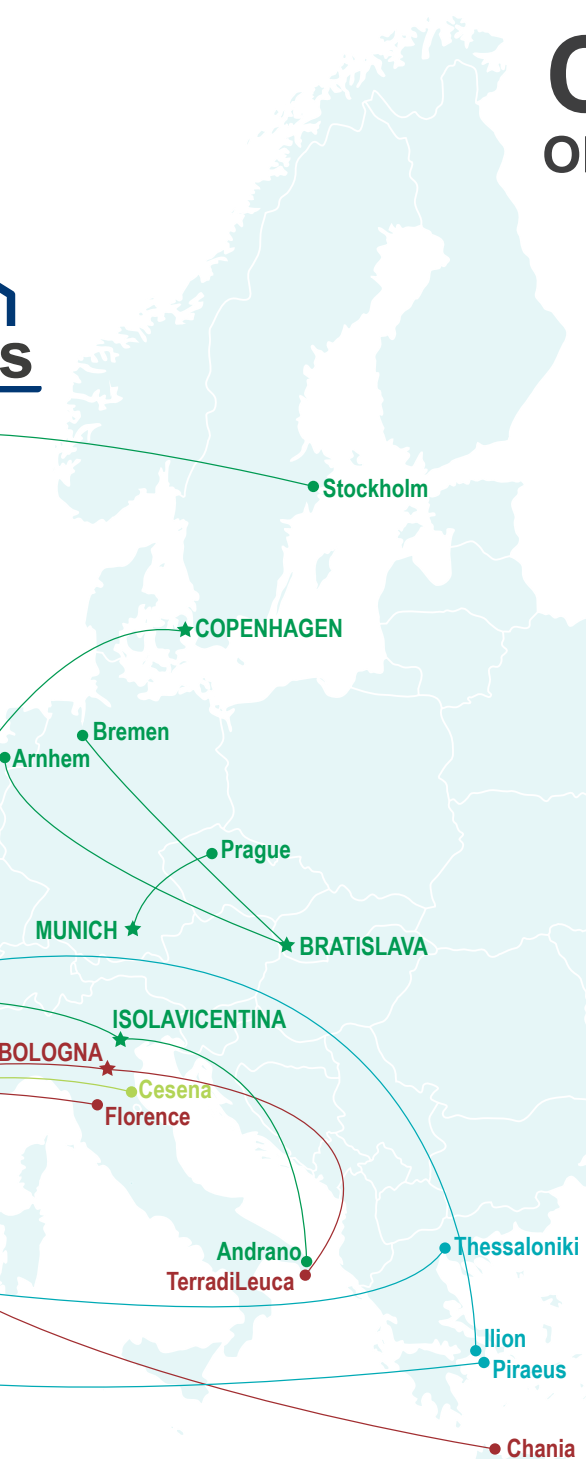 C
O
s
Stockholm
COPENHAGEN
Bremen
Arnhem
Prague
MUNICH
BRATISLAVA
ISOLAVICENTINA
BOLOGNA
Cesena
Florence
Andrano
Thessaloniki
TerradiLeuca
Ilion
Piraeus
Chania